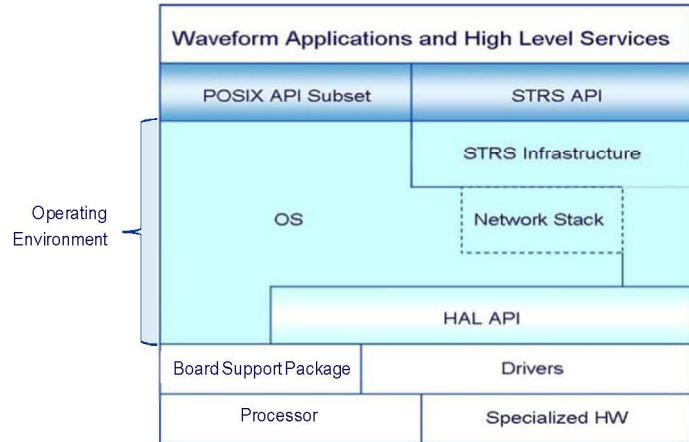 Waveform Applications and High Level Services
POSIX API Subset
STRS API
STRS Infrastructure
Operating
Environment
OS
Network Stack
HAL API
Board Support Package
Drivers
Processor
Specialized HW